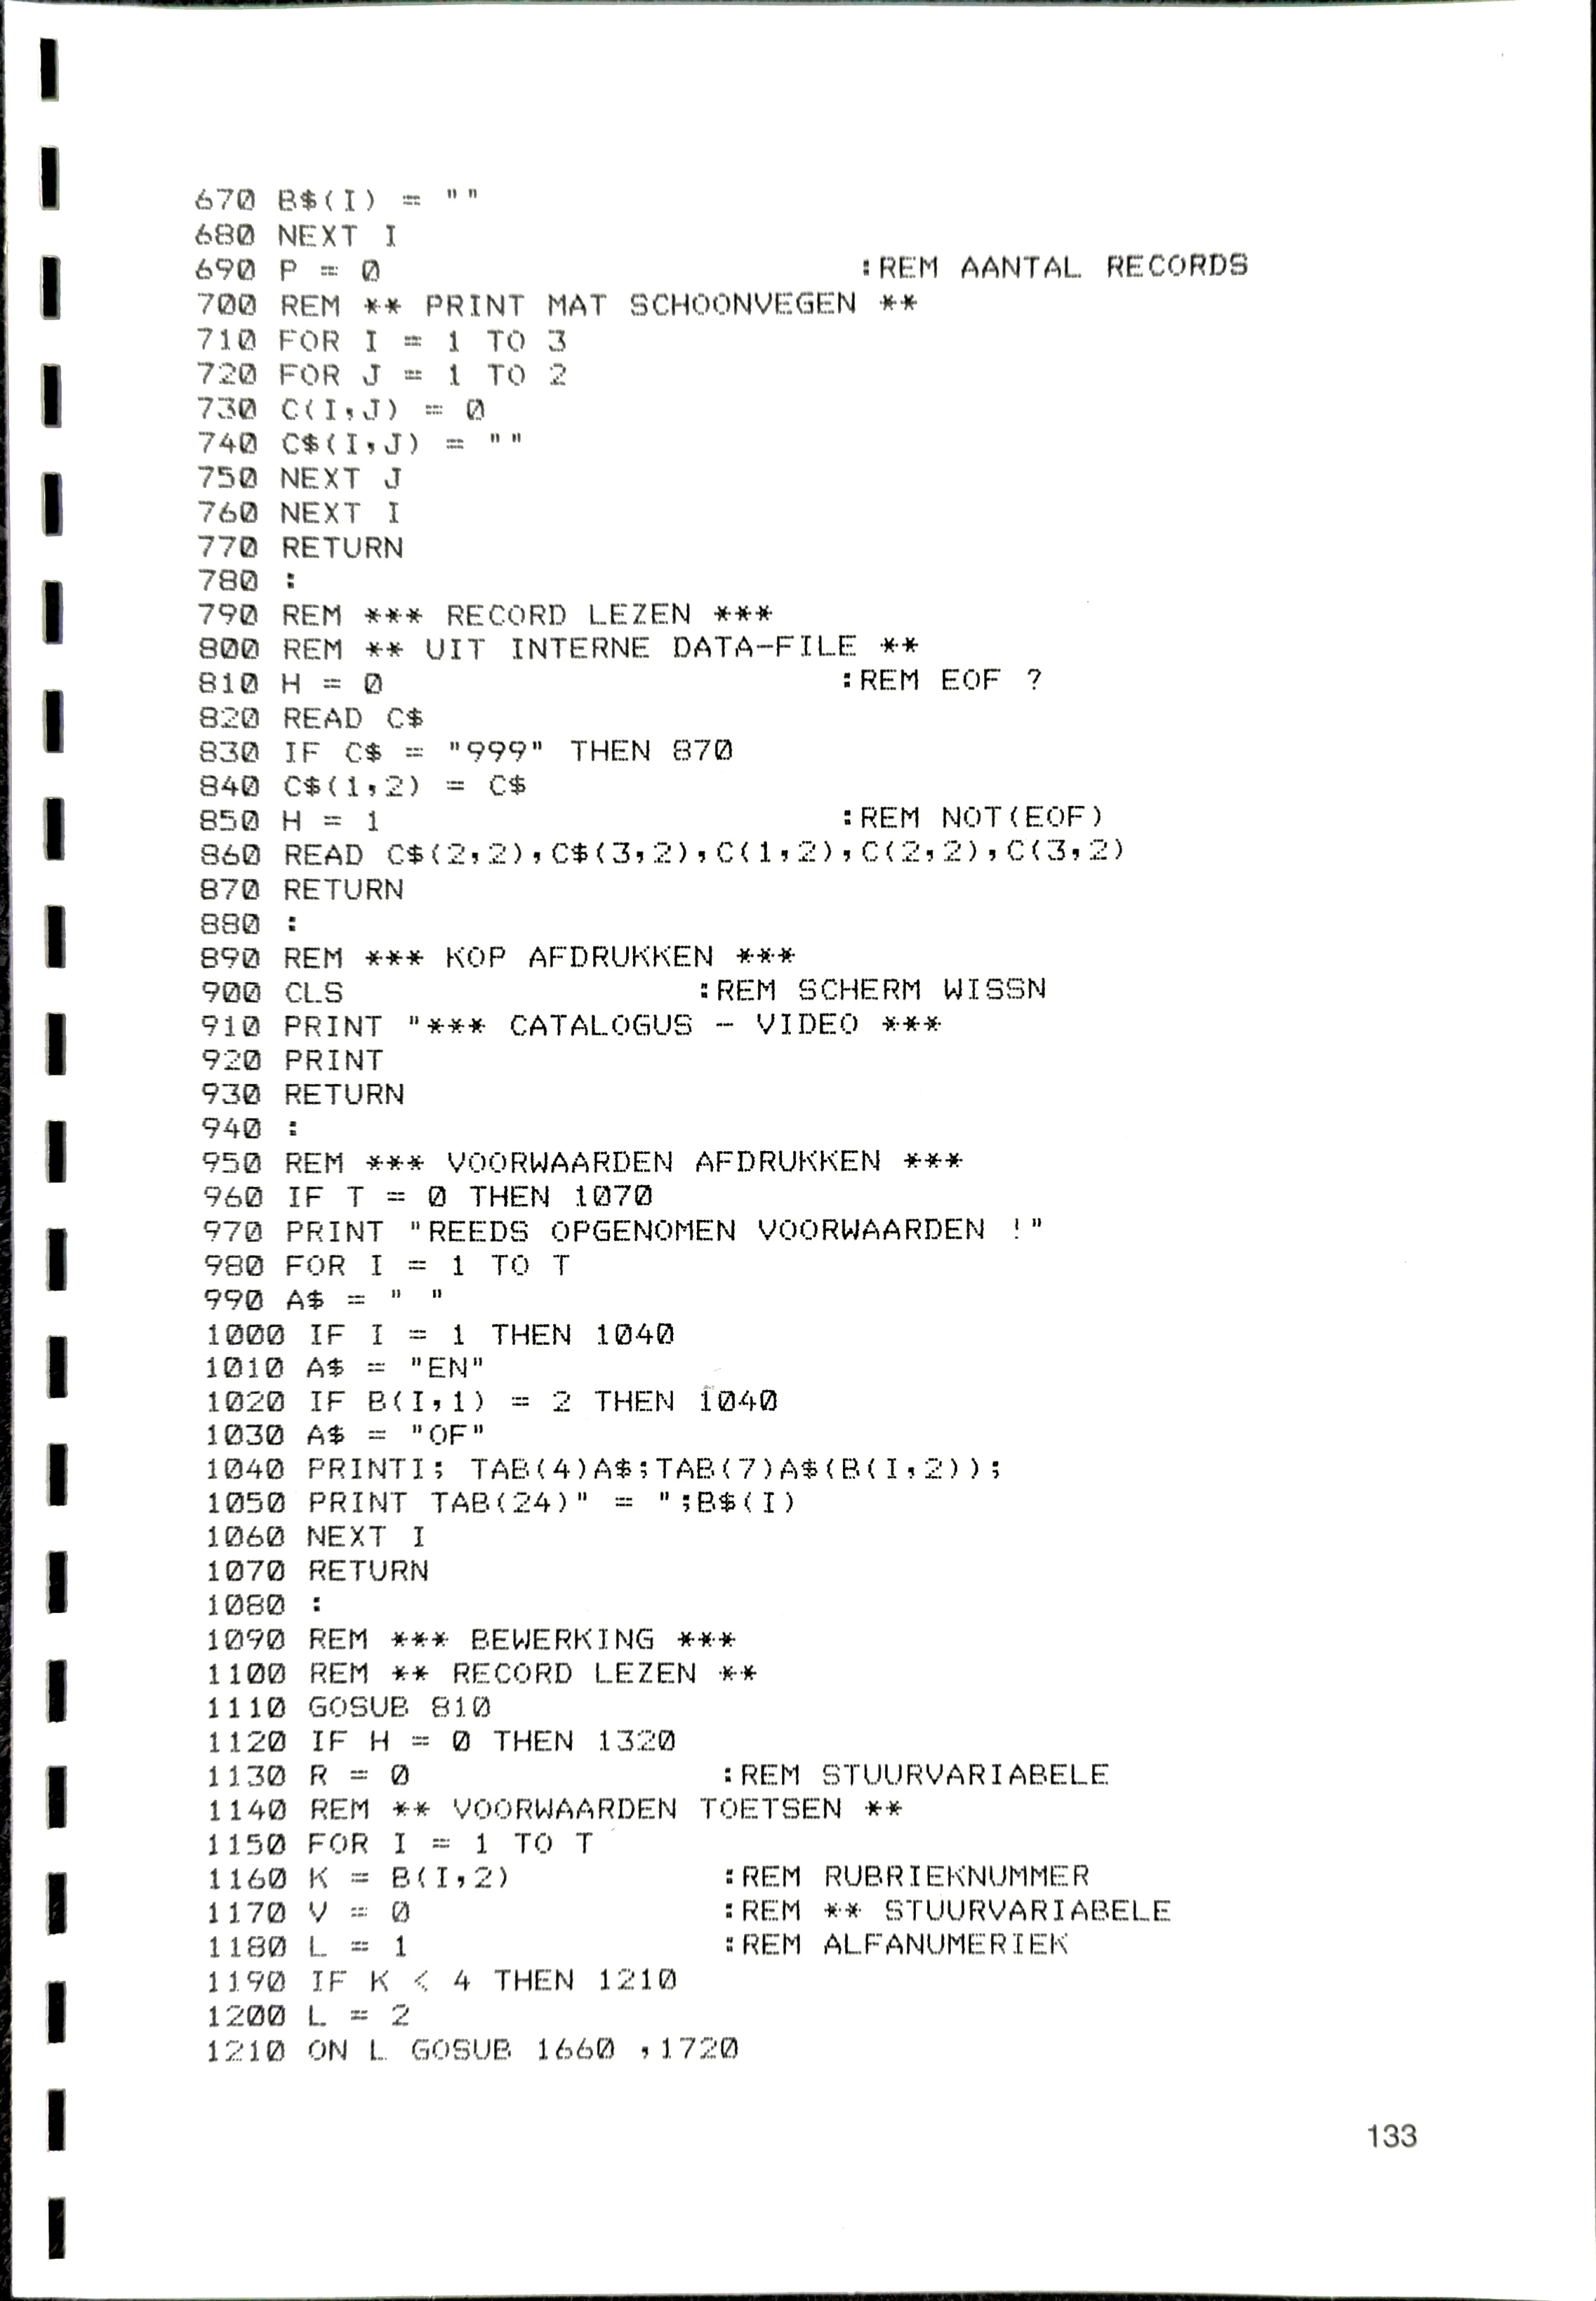 670 B$(I) = ""
680 NEXT I
690 P = 0 :REM AANTAL RECORDS
700 REM ** PRINT MAT SCHOONVEGEN **
710 FOR I = 1 TO 3
720 FOR J = 1 TO 2
730 C(I,J) = 0
740 C$(I,J) = ""
750 NEXT J
760 NEXT I
770 RETURN
780 :
790 REM *** RECORD LEZEN ***
800 REM ** UIT INTERNE DATA-FILE **
810 H = 0 :REM EOF ?
820 READ C$
830 IF C$ = "999" THEN 870
840 C$(1,2) = C$
850 H = 1 :REM NOT(EOF)
860 READ C$(2,2),C$(3,2),C(1,2),C(2,2),C(3,2)
870 RETURN
880 :
890 REM *** KOP AFDRUKKEN ***
900 CLS :REM SCHERM WISSN
910 PRINT "*** CATALOGUS - VIDEO ***
920 PRINT
930 RETURN
940 :
950 REM *** VOORWAARDEN AFDRUKKEN ***
960 IF T = 0 THEN 1070
970 PRINT "REEDS OPGENOMEN VOORWAARDEN !"
980 FOR I = 1 TO T
990 A$ = "  "
1000 IF I = 1 THEN 1040
1010 A$ = "EN"
1020 IF B(I,1) = 2 THEN 1040
1030 A$ = "OF"
1040 PRINTI; TAB(4)A$;TAB(7)A$(B(I,2));
1050 PRINT TAB(24)" = ";B$(I)
1060 NEXT I
1070 RETURN
1080 :
1090 REM *** BEWERKING ***
1100 REM ** RECORD LEZEN **
1110 GOSUB 810
1120 IF H = 0 THEN 1320
1130 R = 0 :REM STUURVARIABELE
1140 REM ** VOORWAARDEN TOETSEN **
1150 FOR I = 1 TO T
1160 K = B(I,2) :REM RUBRIEKNUMMER
1170 V = 0 :REM ** STUURVARIABELE
1180 L = 1 :REM ALFANUMERIEK
1190 IF K < 4 THEN 1210
1200 L = 2
1210 ON L GOSUB 1660 ,1720
133